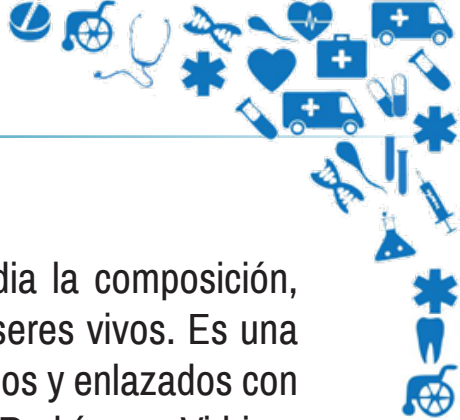 dia la composición,
seres vivos. Es una
os y enlazados con